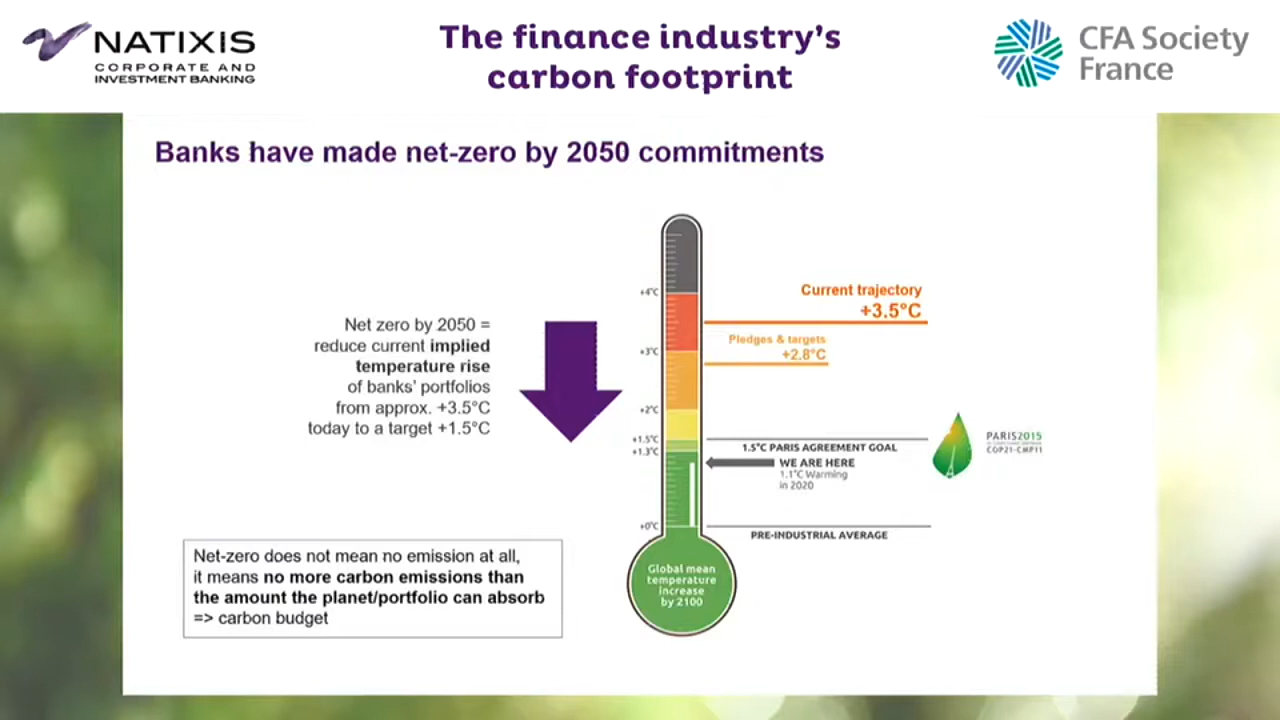 NATIXIS
CORPORATE AND
INVESTMENT BANKING
The finance industry's
carbon footprint
CFA Society
France
Banks have made net-zero by 2050 commitments
Net zero by 2050 =
reduce current implied
temperature rise
of banks' portfolios
from approx. +3.5°C
today to a target +1.5°C
+4°C
+3°C
+2°C
+1.5°C
+1.3°C
+0°C
Current trajectory
+3.5°C
Pledges & targets
+2.8°C
1.5°C PARIS AGREEMENT GOAL
WE ARE HERE
1.1°C Warming
in 2020
PRE-INDUSTRIAL AVERAGE
PARIS2015
COP21-CMP11
Global mean
temperature
increase
by 2100
Net-zero does not mean no emission at all,
it means no more carbon emissions than
the amount the planet/portfolio can absorb
=> carbon budget